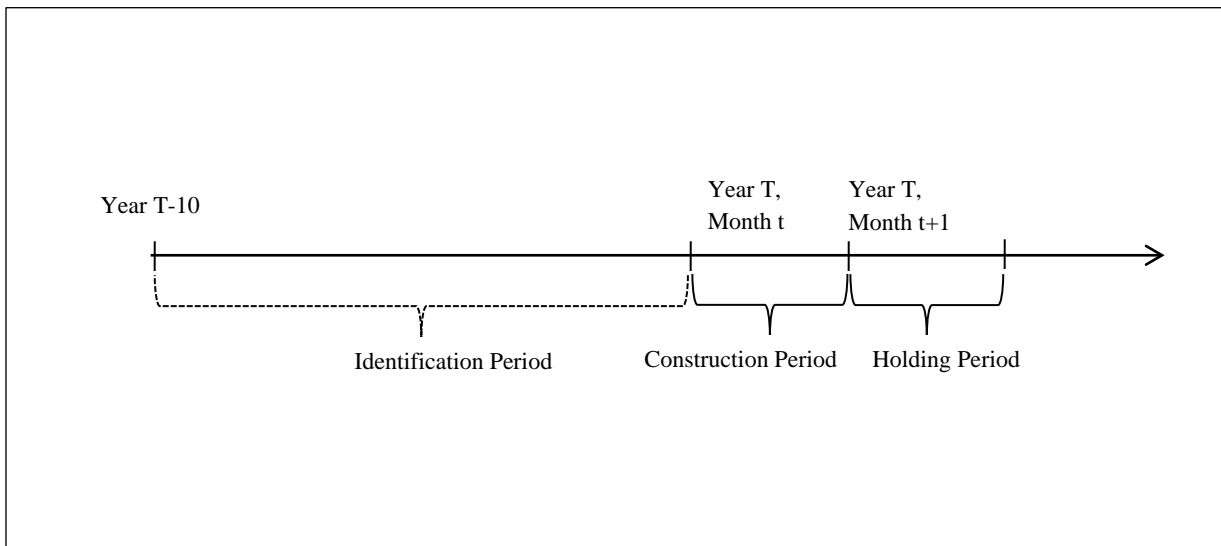 Year T-10
Year T,
Month t
Year T,
Month t+1
Identification Period
Construction Period
Holding Period